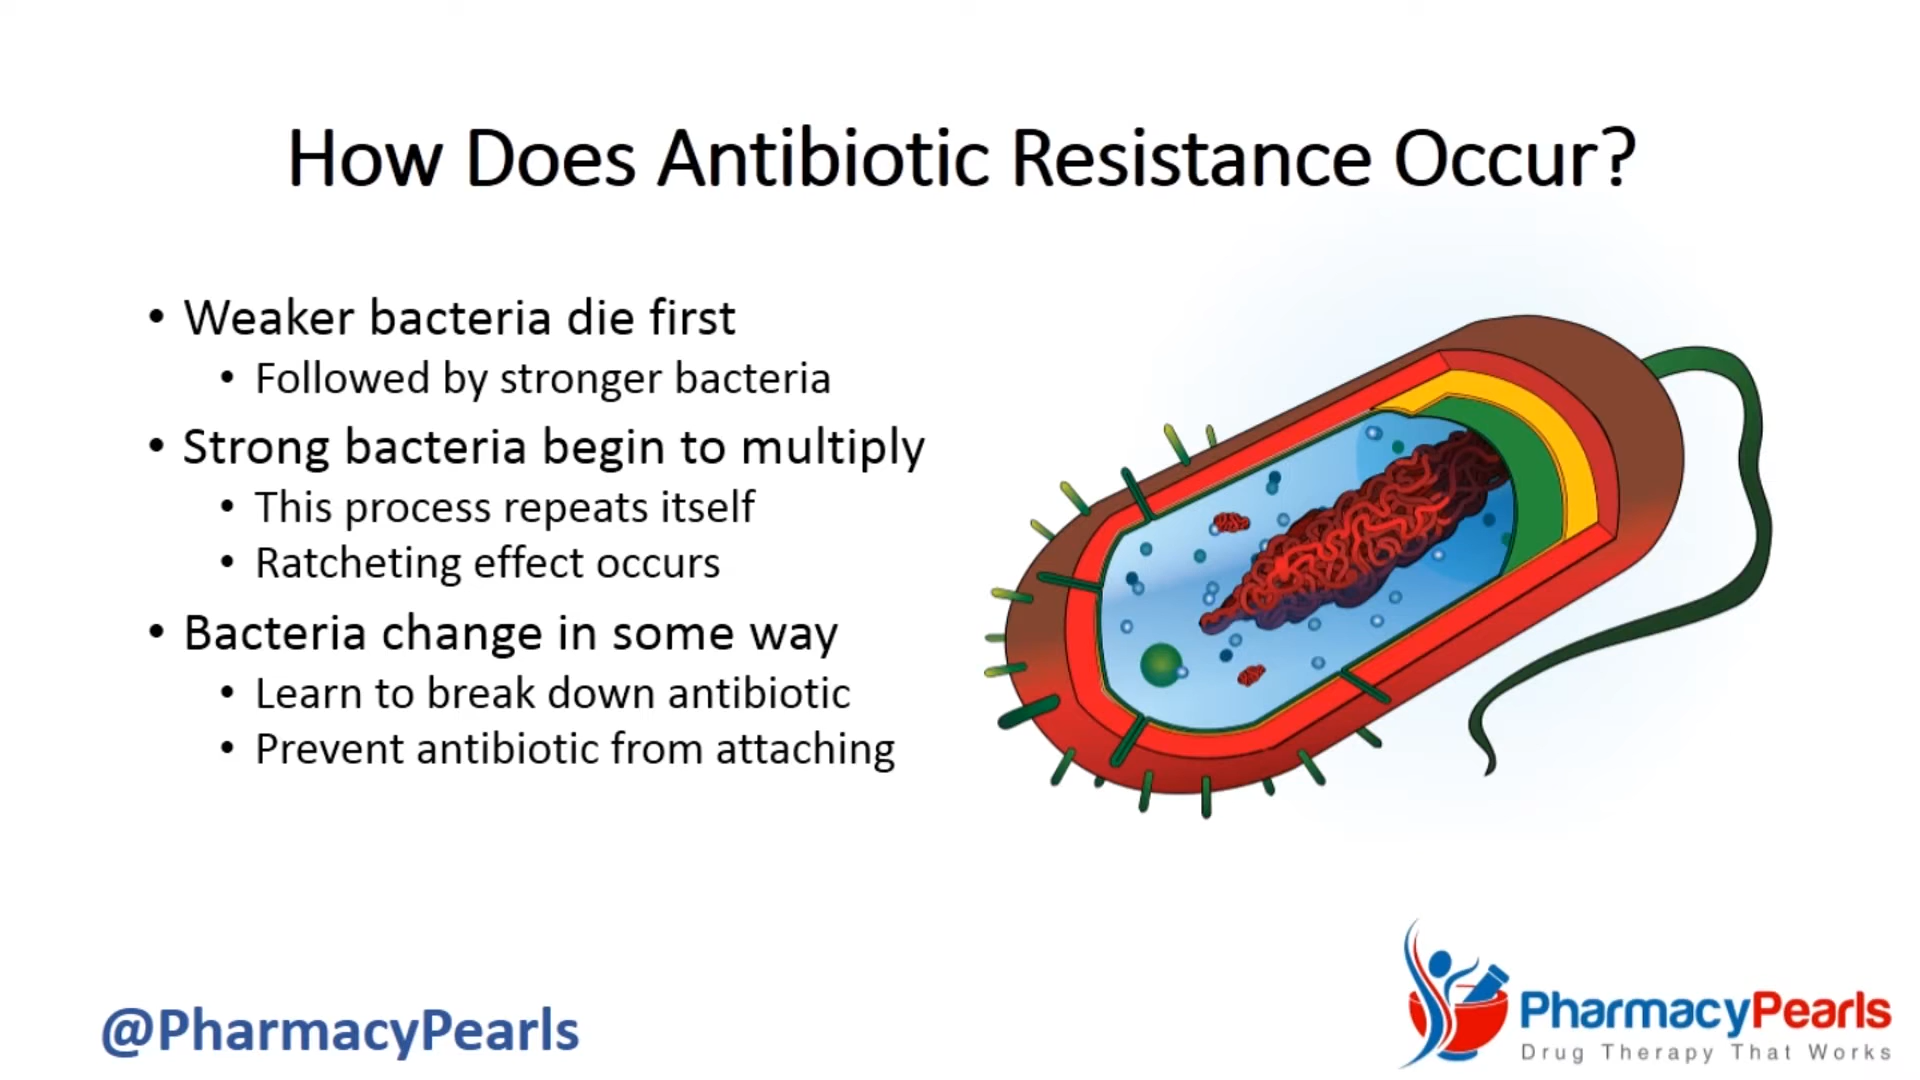 How Does Antibiotic Resistance Occur?
• Weaker bacteria die first
• Followed by stronger bacteria
• Strong bacteria begin to multiply
• This process repeats itself
• Ratcheting effect occurs
• Bacteria change in some way
• Learn to break down antibiotic
• Prevent antibiotic from attaching
@PharmacyPearls
PharmacyPearls
Drug Therapy That Works